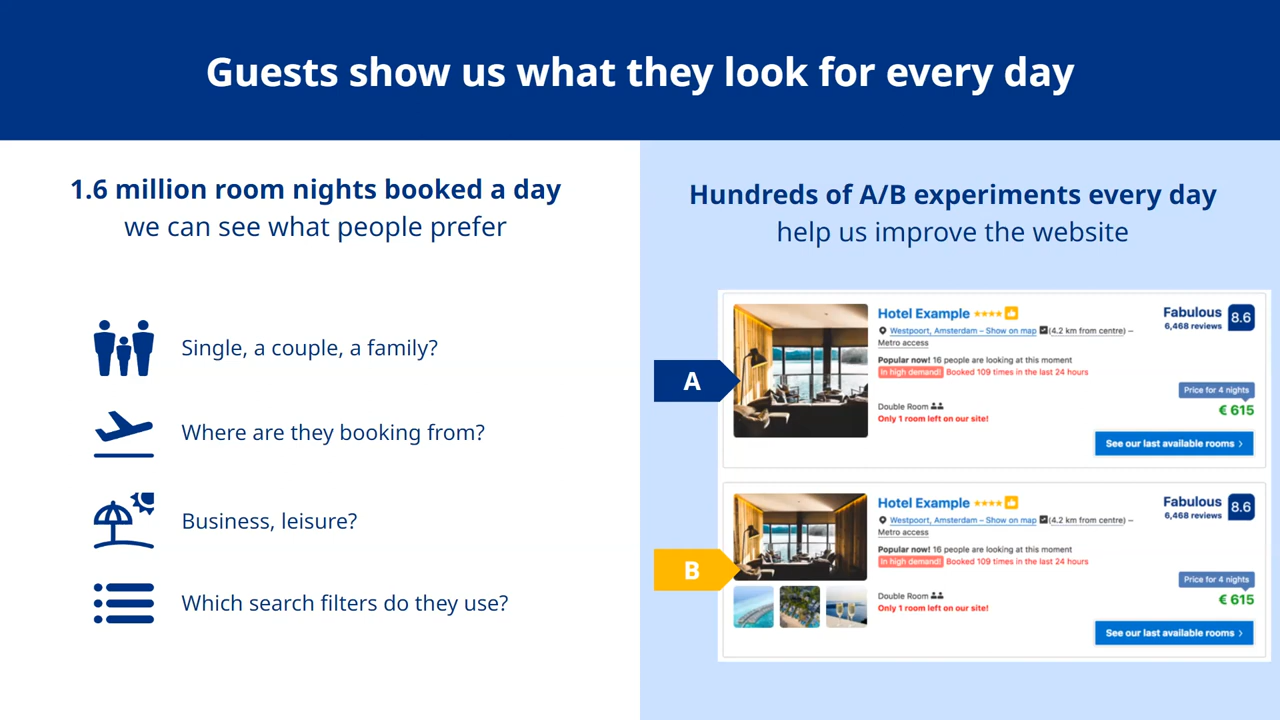 Guests show us what they look for every day
1.6 million room nights booked a day
we can see what people prefer
Single, a couple, a family?
Where are they booking from?
Business, leisure?
Which search filters do they use?
Hundreds of A/B experiments every day
help us improve the website
A
Hotel Example
Fabulous 8.6
6,468 reviews
Westpoort, Amsterdam – Show on map (4.2 km from centre) –
Metro access
Popular now! 16 people are looking at this moment
In high demand! Booked 109 times in the last 24 hours
Price for 4 nights
Double Room
€ 615
Only 1 room left on our site!
See our last available rooms
B
Hotel Example
Fabulous 8.6
6,468 reviews
Westpoort, Amsterdam – Show on map (4.2 km from centre) –
Metro access
Popular now! 16 people are looking at this moment
In high demand! Booked 109 times in the last 24 hours
Price for 4 nights
Double Room
€ 615
Only 1 room left on our site!
See our last available rooms